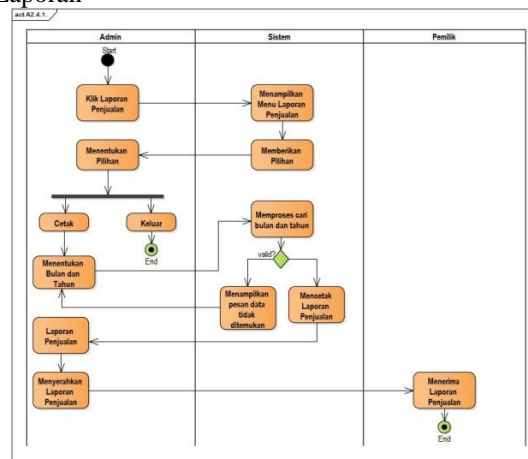 Laporan
act A2.4.1.
Admin
Sistem
Pemilik
Start
Klik Laporan
Penjualan
Menampilkan
Menu Laporan
Penjualan
Menentukan
Pilihan
Memberikan
Pilihan
Cetak
Keluar
End
Memproses cari
bulan dan tahun
valid?
Menentukan
Bulan dan
Tahun
Menampilkan
pesan data
tidak
ditemukan
Mencetak
Laporan
Penjualan
Laporan
Penjualan
Menyerahkan
Laporan
Penjualan
Menerima
Laporan
Penjualan
End